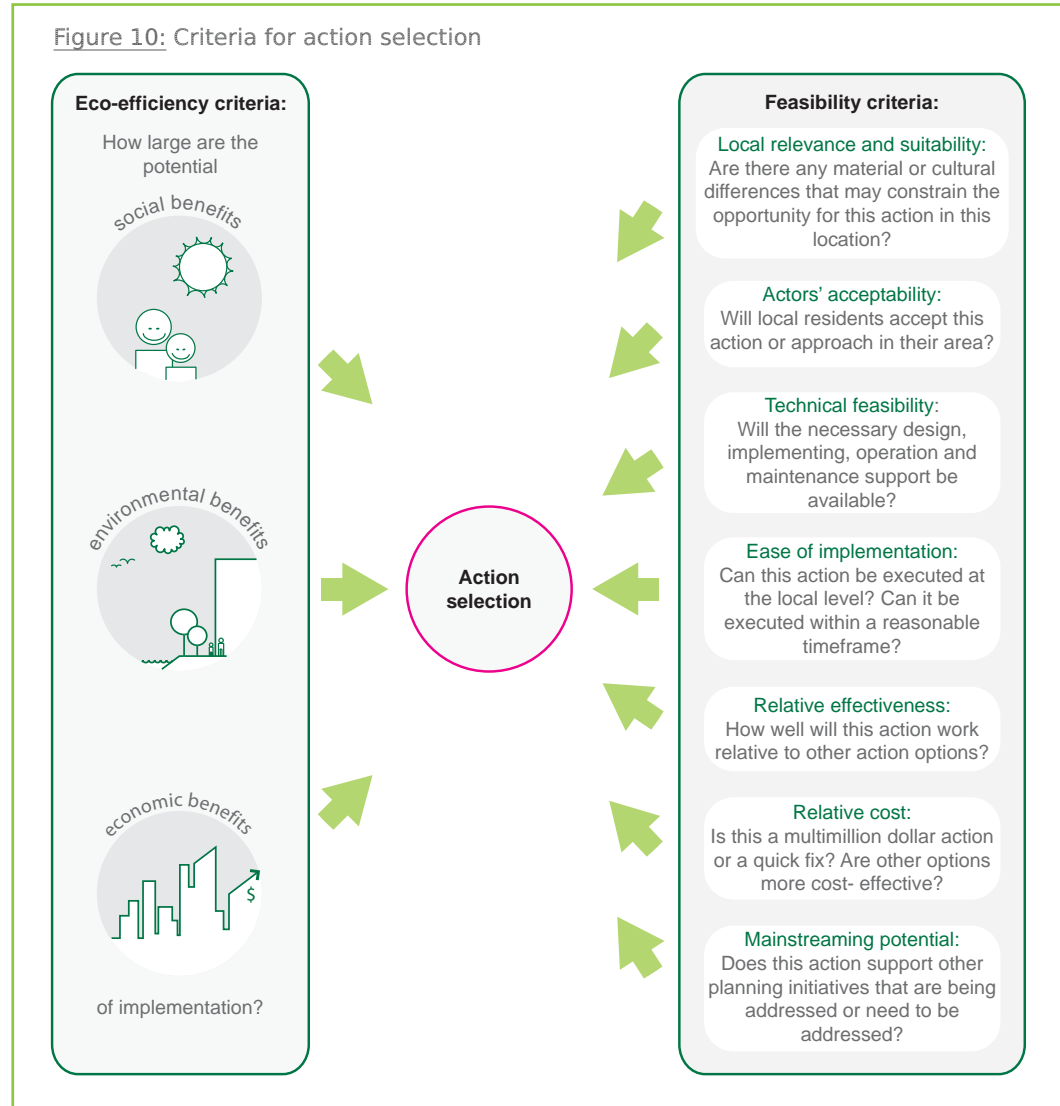 Figure 10: Criteria for action selection
Eco-efficiency criteria:
How large are the
potential
social benefits
environmental benefits
economic benefits
$
of implementation?
Action
selection
Feasibility criteria:
Local relevance and suitability:
Are there any material or cultural
differences that may constrain the
opportunity for this action in this
location?
Actors’ acceptability:
Will local residents accept this
action or approach in their area?
Technical feasibility:
Will the necessary design,
implementing, operation and
maintenance support be
available?
Ease of implementation:
Can this action be executed at
the local level? Can it be
executed within a reasonable
timeframe?
Relative effectiveness:
How well will this action work
relative to other action options?
Relative cost:
Is this a multimillion dollar action
or a quick fix? Are other options
more cost- effective?
Mainstreaming potential:
Does this action support other
planning initiatives that are being
addressed or need to be
addressed?